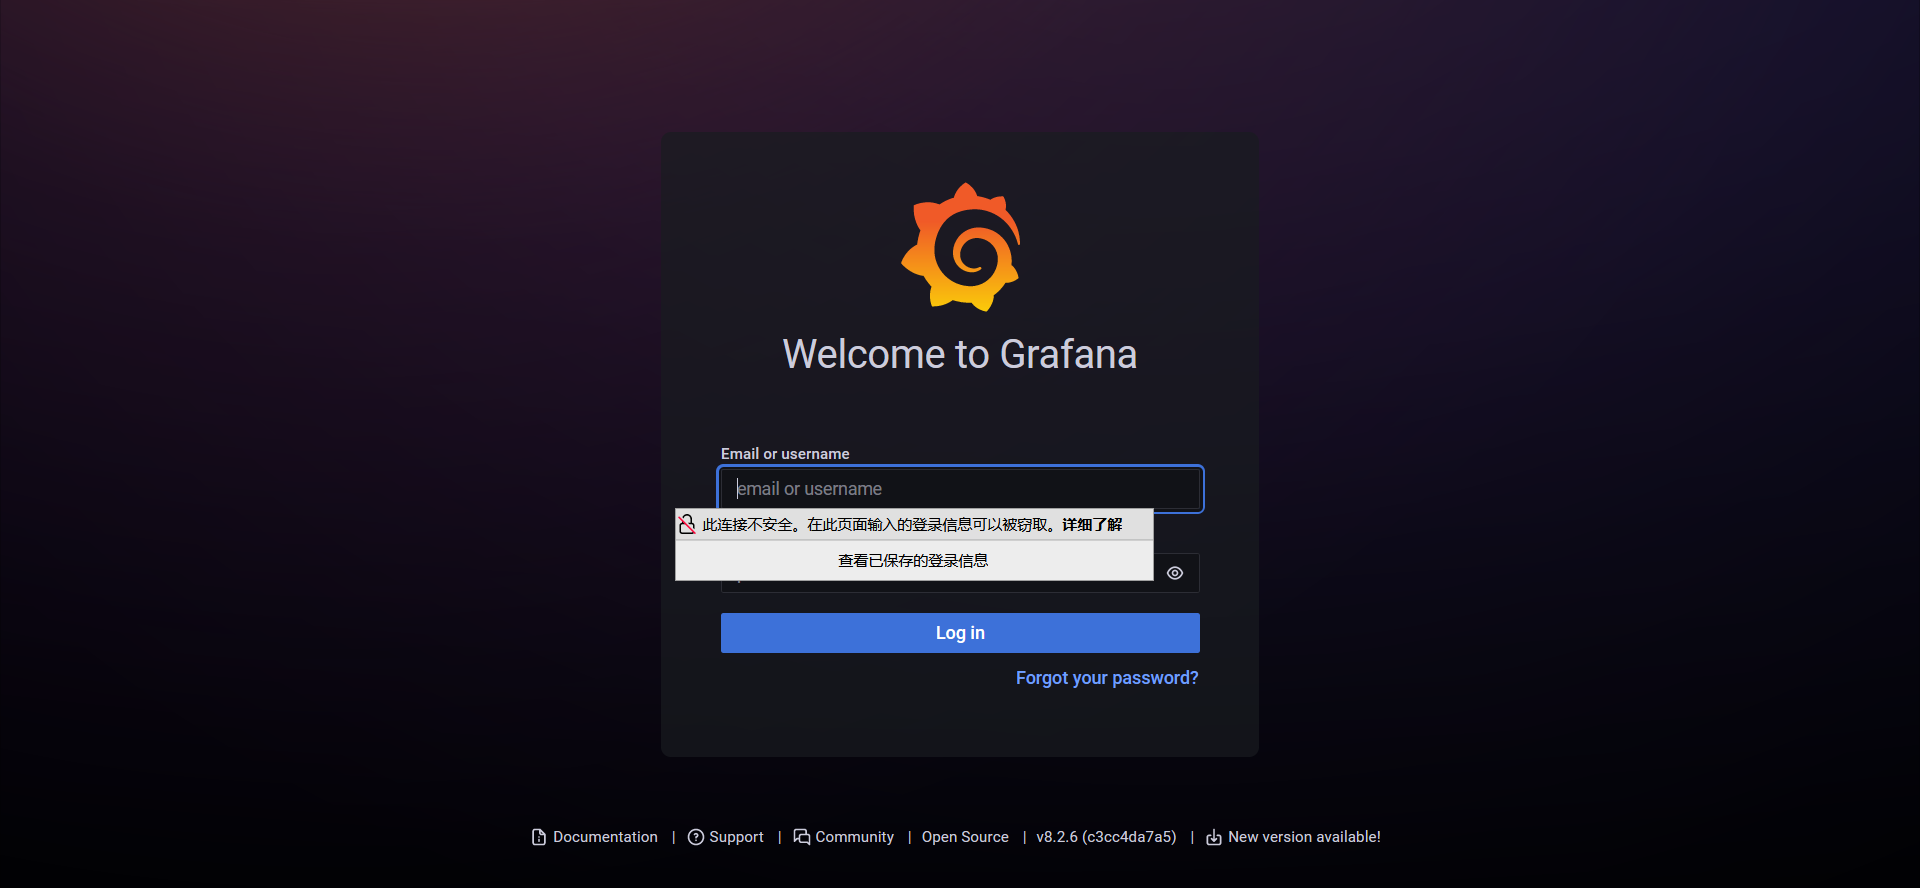 Welcome to Grafana
Email or username
email or username
此连接不安全。在此页面输入的登录信息可以被窃取。详细了解
查看已保存的登录信息
Log in
Forgot your password?
Documentation | Support | Community | Open Source | v8.2.6 (c3cc4da7a5) | New version available!